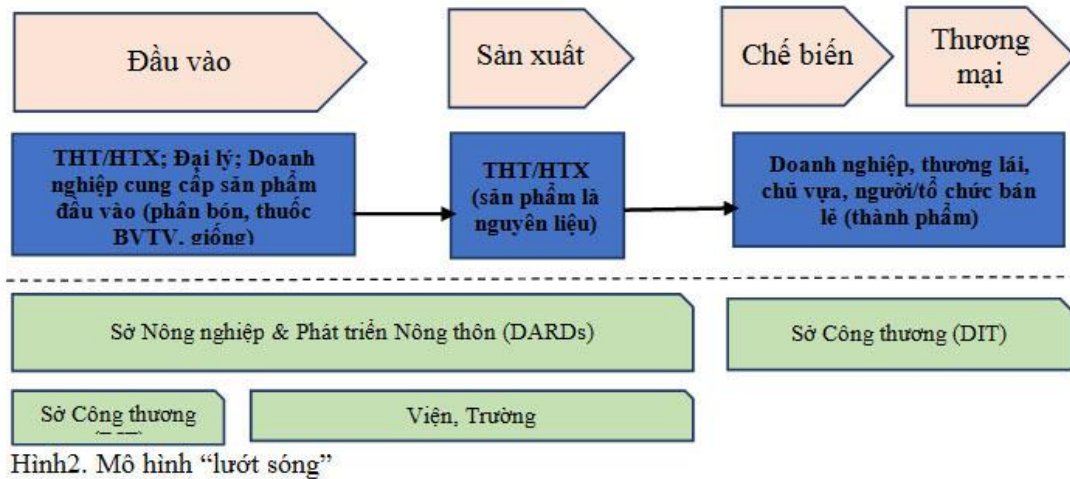 Đầu vào
Sản xuất
Chế biến
Thương
mại
THT/HTX; Đại lý; Doanh
nghiệp cung cấp sản phẩm
đầu vào (phân bón, thuốc
BVTV, giống)
THT/HTX
(sản phẩm là
nguyên liệu)
Doanh nghiệp, thương lái,
chủ vựa, người/tổ chức bán
lẻ (thành phẩm)
Sở Nông nghiệp & Phát triển Nông thôn (DARDs)
Sở Công thương (DIT)
Sở Công thương
Viện, Trường
Hình2. Mô hình “lướt sóng”